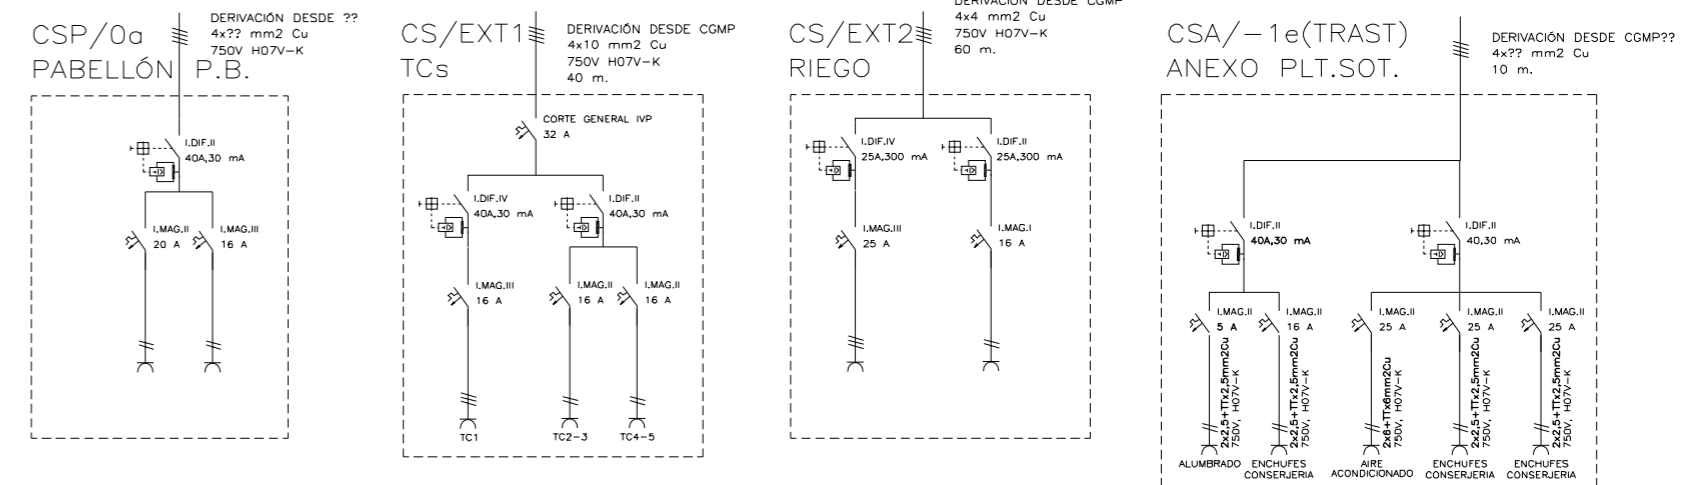 CSP/0a
PABELLÓN P.B.
DERIVACIÓN DESDE ??
4x?? mm2 Cu
750V H07V-K
I.DIF.II
40A,30 mA
I.MAG.II
20 A
I.MAG.III
16 A
CS/EXT1
TCs
DERIVACIÓN DESDE CGMP
4x10 mm2 Cu
750V H07V-K
40 m.
CORTE GENERAL IVP
32 A
I.DIF.IV
40A,30 mA
I.DIF.II
40A,30 mA
I.MAG.III
16 A
I.MAG.II
16 A
I.MAG.II
16 A
TC1
TC2-3
TC4-5
CS/EXT2
RIEGO
DERIVACIÓN DESDE CGMP
4x4 mm2 Cu
750V H07V-K
60 m.
I.DIF.IV
25A,300 mA
I.DIF.II
25A,300 mA
I.MAG.III
25 A
I.MAG.I
16 A
CSA/-1e(TRAST)
ANEXO PLT.SOT.
DERIVACIÓN DESDE CGMP??
4x?? mm2 Cu
10 m.
I.DIF.II
40A,30 mA
I.DIF.II
40,30 mA
I.MAG.II
5 A
I.MAG.II
16 A
I.MAG.II
25 A
I.MAG.II
25 A
I.MAG.II
25 A
2x2,5+TTx2,5mm2Cu
750V, H07V-K
2x2,5+TTx2,5mm2Cu
750V, H07V-K
2x6+TTx6mm2Cu
750V, H07V-K
2x2,5+TTx2,5mm2Cu
750V, H07V-K
2x2,5+TTx2,5mm2Cu
750V, H07V-K
ALUMBRADO
ENCHUFES
CONSERJERIA
AIRE
ACONDICIONADO
ENCHUFES
CONSERJERIA
ENCHUFES
CONSERJERIA